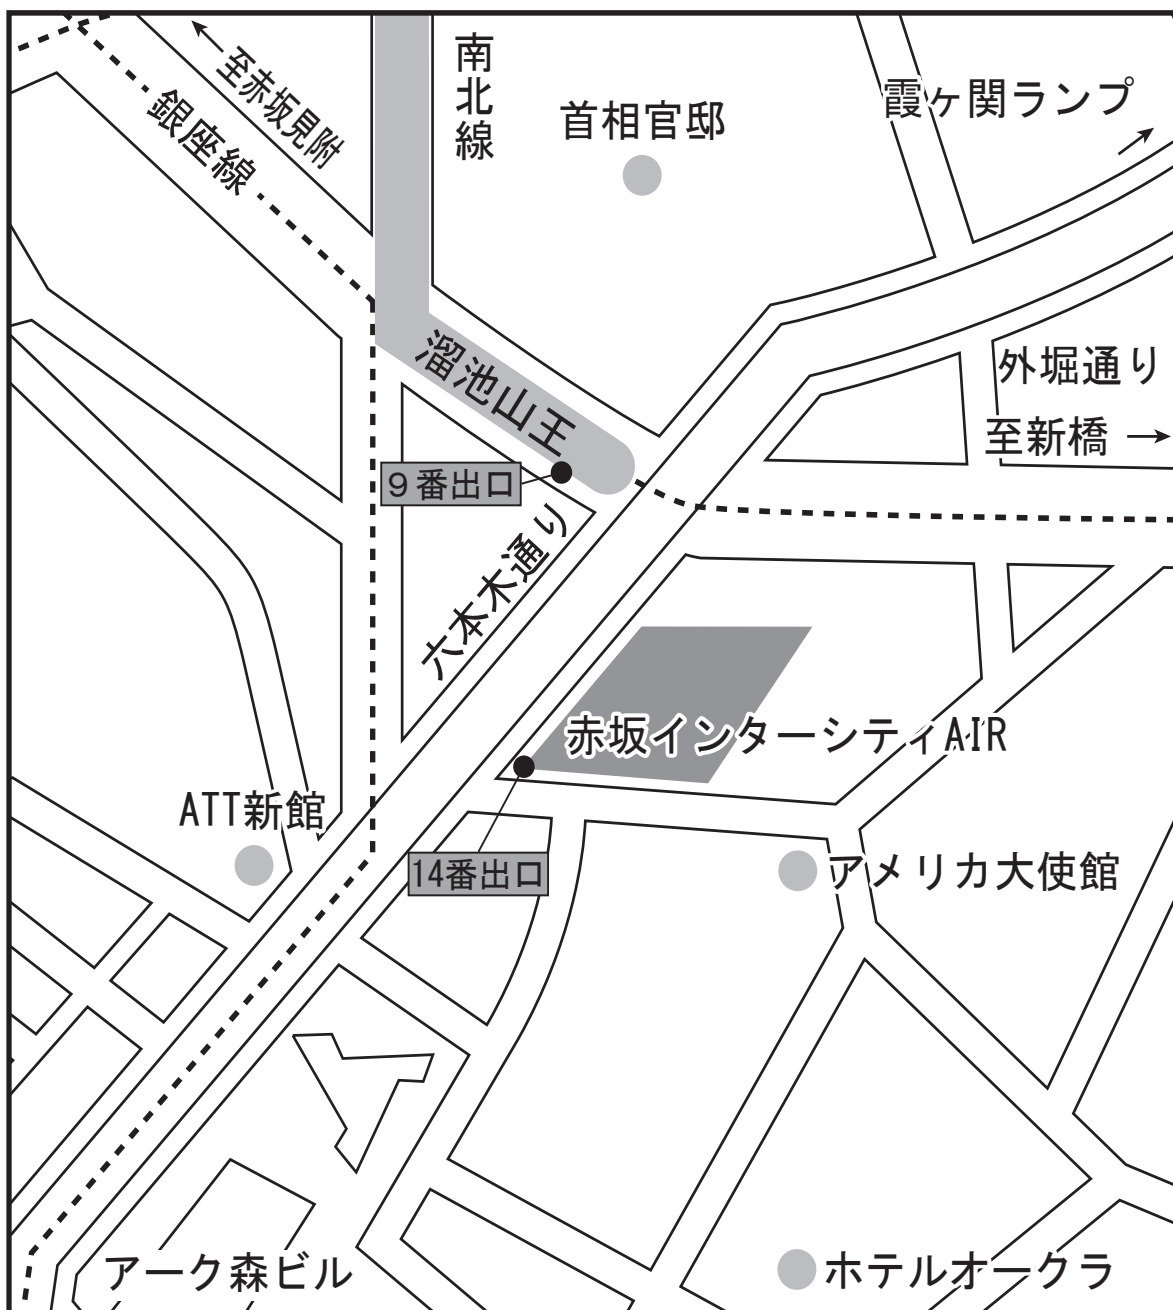 南北線
至赤坂見附
銀座線
首相官邸
霞ヶ関ランプ
溜池山王
外堀通り
至新橋
9番出口
六本木通り
赤坂インターシティAIR
ATT新館
14番出口
アメリカ大使館
アーク森ビル
ホテルオークラ